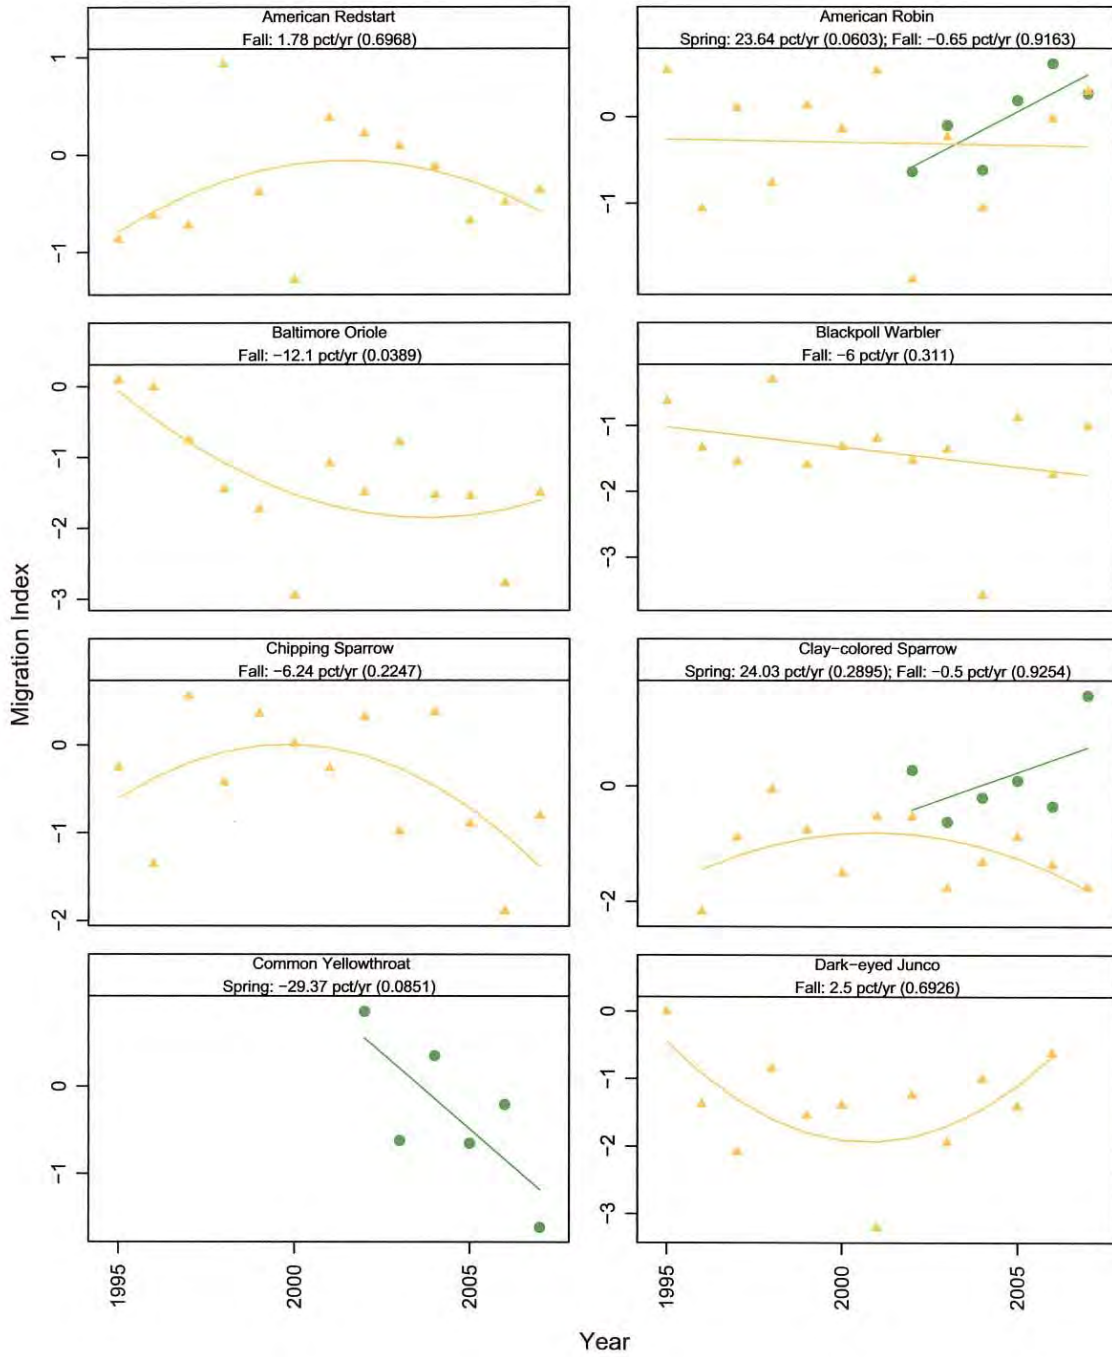 American Redstart
Fall: 1.78 pct/yr (0.6968)
American Robin
Spring: 23.64 pct/yr (0.0603); Fall: −0.65 pct/yr (0.9163)
1
0
−1
0
−1
Baltimore Oriole
Fall: −12.1 pct/yr (0.0389)
Blackpoll Warbler
Fall: −6 pct/yr (0.311)
0
−1
−2
−3
−1
−2
−3
Chipping Sparrow
Fall: −6.24 pct/yr (0.2247)
Clay−colored Sparrow
Spring: 24.03 pct/yr (0.2895); Fall: −0.5 pct/yr (0.9254)
0
−1
−2
0
−1
−2
Common Yellowthroat
Spring: −29.37 pct/yr (0.0851)
Dark−eyed Junco
Fall: 2.5 pct/yr (0.6926)
0
−1
0
−1
−2
−3
1995
2000
2005
1995
2000
2005
Migration Index
Year